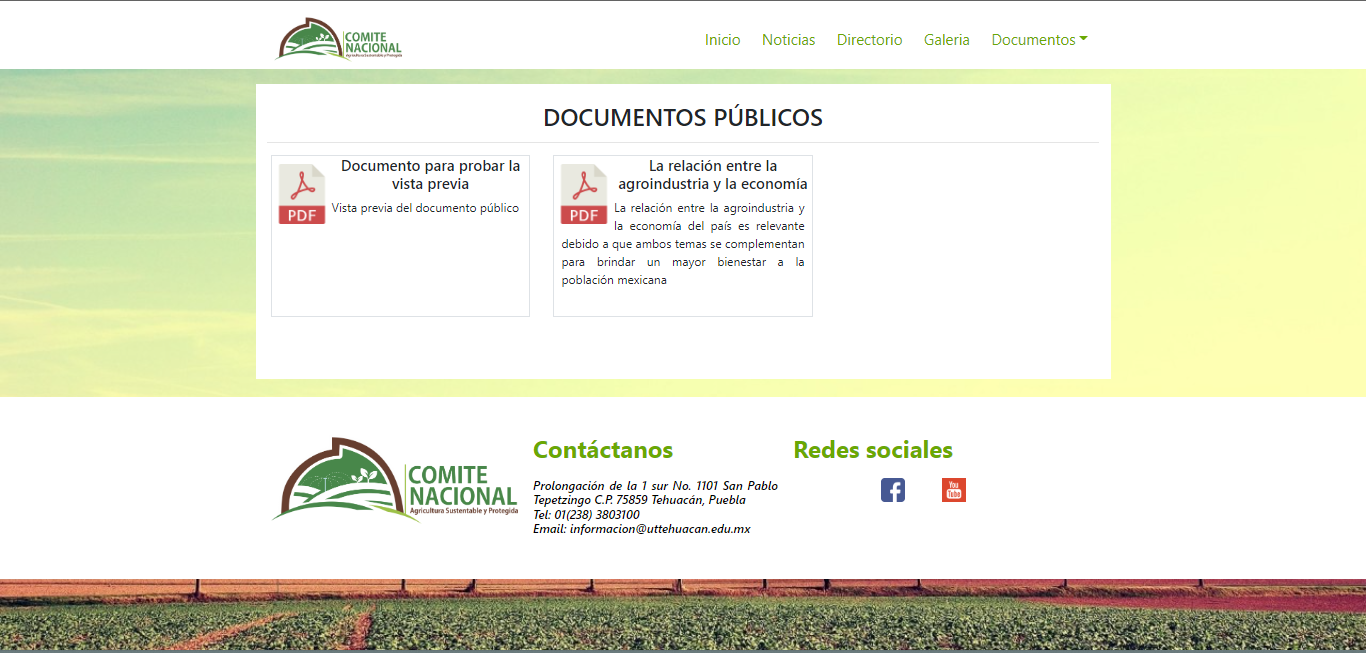 COMITE
NACIONAL
Agricultura Sustentable y Protegida
Inicio Noticias Directorio Galeria Documentos
DOCUMENTOS PÚBLICOS
Documento para probar la
vista previa
PDF
Vista previa del documento público
La relación entre la
agroindustria y la economía
PDF
La relación entre la agroindustria y
la economía del país es relevante
debido a que ambos temas se complementan
para brindar un mayor bienestar a la
población mexicana
COMITE
NACIONAL
Agricultura Sustentable y Protegida
Contáctanos
Prolongación de la 1 sur No. 1101 San Pablo
Tepetzingo C.P. 75859 Tehuacán, Puebla
Tel: 01(238) 3803100
Email: informacion@uttehuacan.edu.mx
Redes sociales
You
Tube